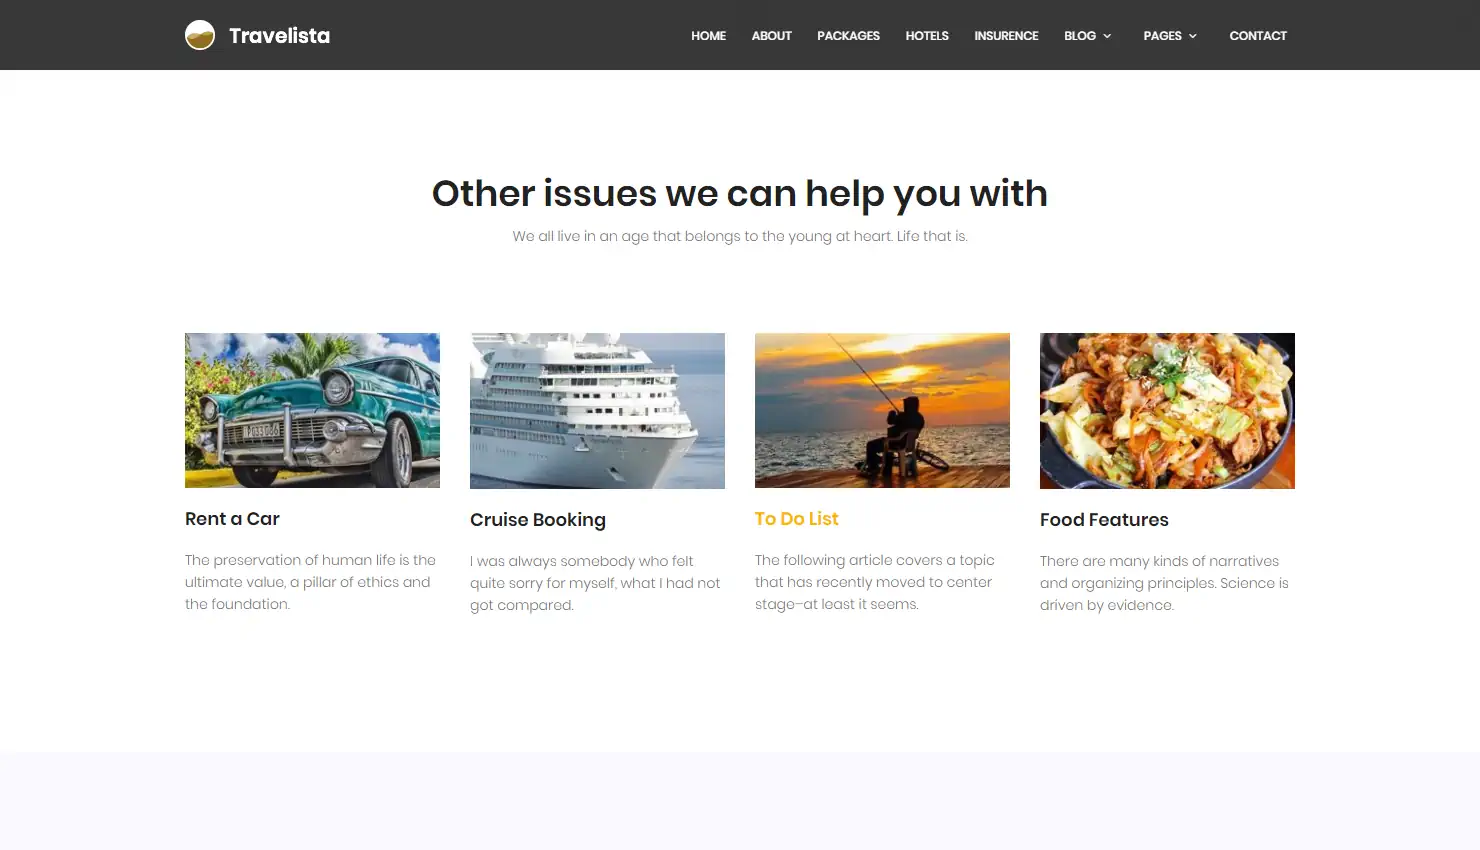 Travelista
HOME ABOUT PACKAGES HOTELS INSURENCE BLOG PAGES CONTACT
Other issues we can help you with
We all live in an age that belongs to the young at heart. Life that is.
Rent a Car
The preservation of human life is the
ultimate value, a pillar of ethics and
the foundation.
Cruise Booking
I was always somebody who felt
quite sorry for myself, what I had not
got compared.
To Do List
The following article covers a topic
that has recently moved to center
stage–at least it seems.
Food Features
There are many kinds of narratives
and organizing principles. Science is
driven by evidence.